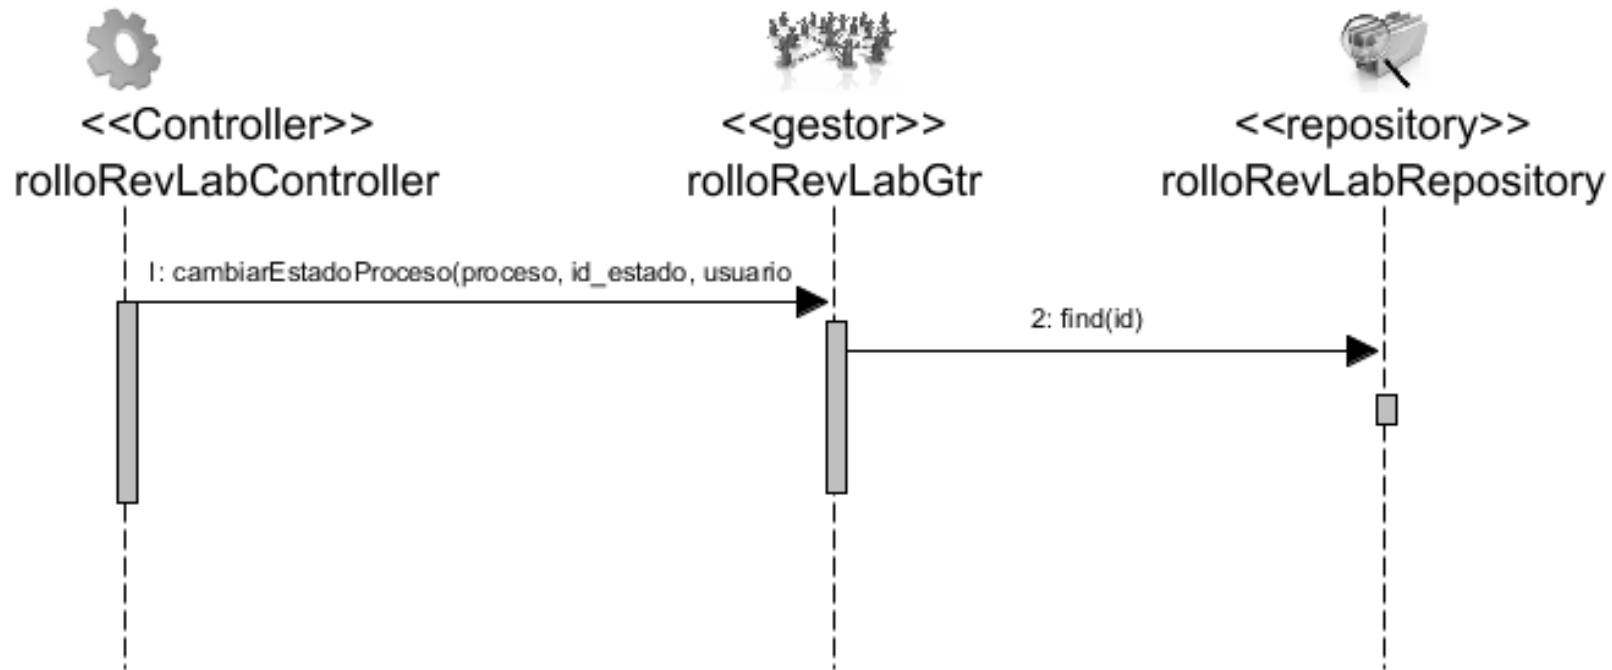 <<Controller>>
rolloRevLabController
<<gestor>>
rolloRevLabGtr
<<repository>>
rolloRevLabRepository
I: cambiarEstadoProceso(proceso, id_estado, usuario
2: find(id)